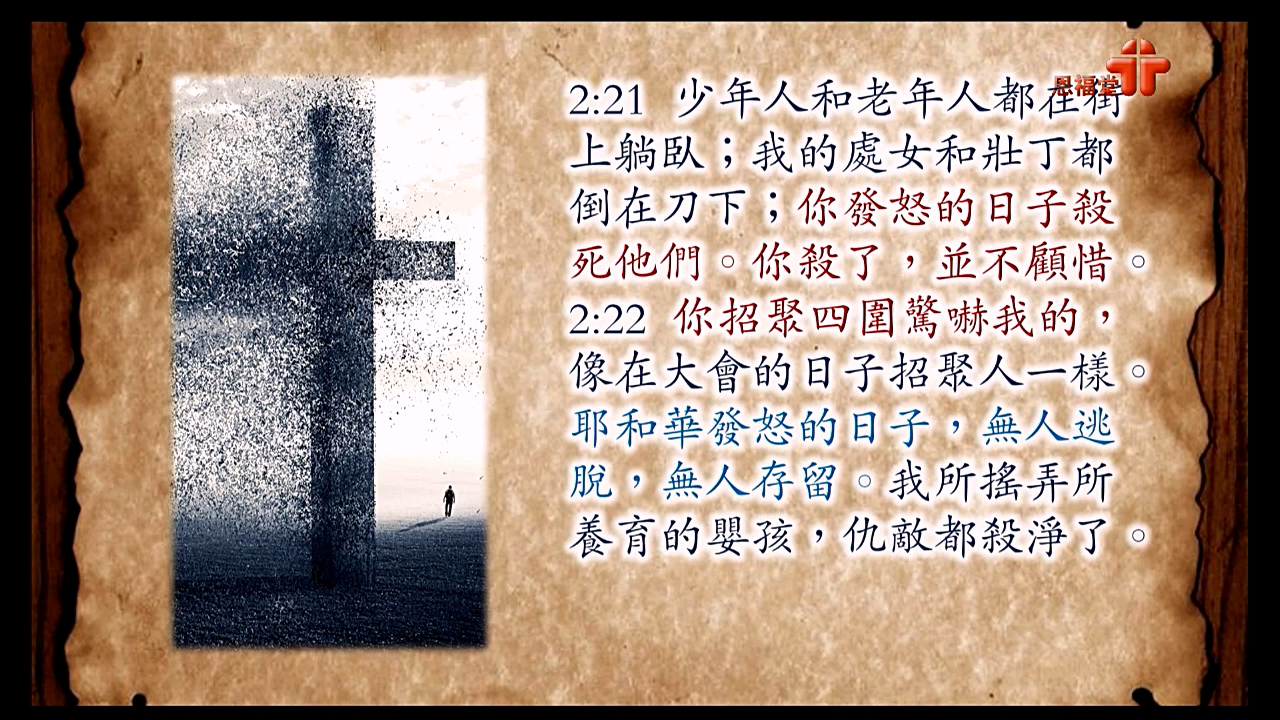 恩福堂
2:21 少年人和老年人都在街
上躺臥；我的處女和壯丁都
倒在刀下；你發怒的日子殺
死他們。你殺了，並不顧惜。
2:22 你招聚四圍驚嚇我的，
像在大會的日子招聚人一樣。
耶和華發怒的日子，無人逃
脫，無人存留。我所搖弄所
養育的嬰孩，仇敵都殺淨了。